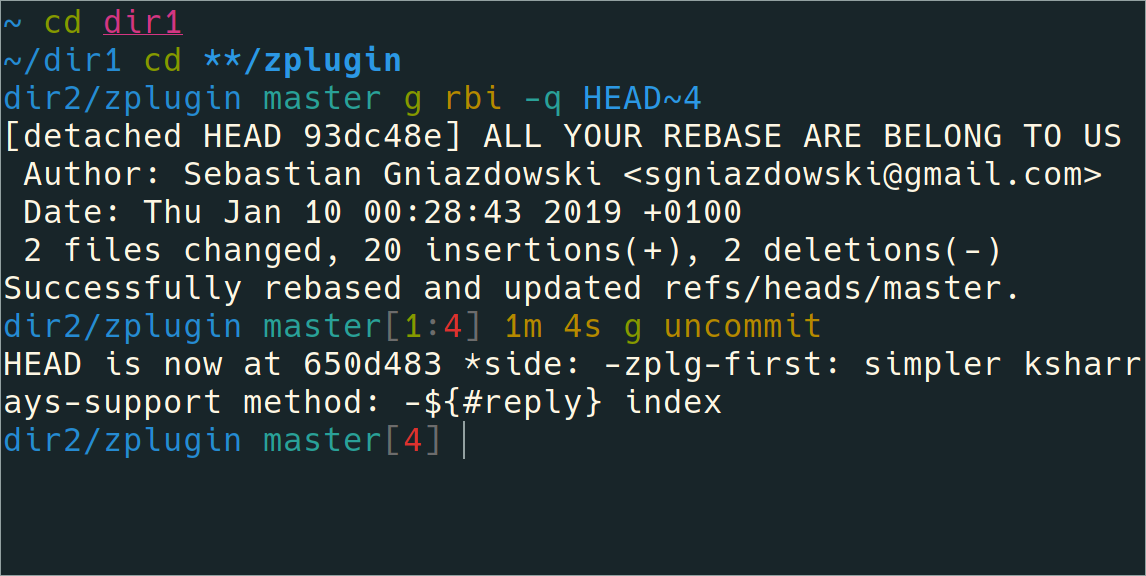 ~ cd dir1
~/dir1 cd **/zplugin
dir2/zplugin master g rbi -q HEAD~4
[detached HEAD 93dc48e] ALL YOUR REBASE ARE BELONG TO US
 Author: Sebastian Gniazdowski <sgniazdowski@gmail.com>
 Date: Thu Jan 10 00:28:43 2019 +0100
 2 files changed, 20 insertions(+), 2 deletions(-)
Successfully rebased and updated refs/heads/master.
dir2/zplugin master[1:4] 1m 4s g uncommit
HEAD is now at 650d483 *side: -zplg-first: simpler ksharr
ays-support method: -${#reply} index
dir2/zplugin master[4]